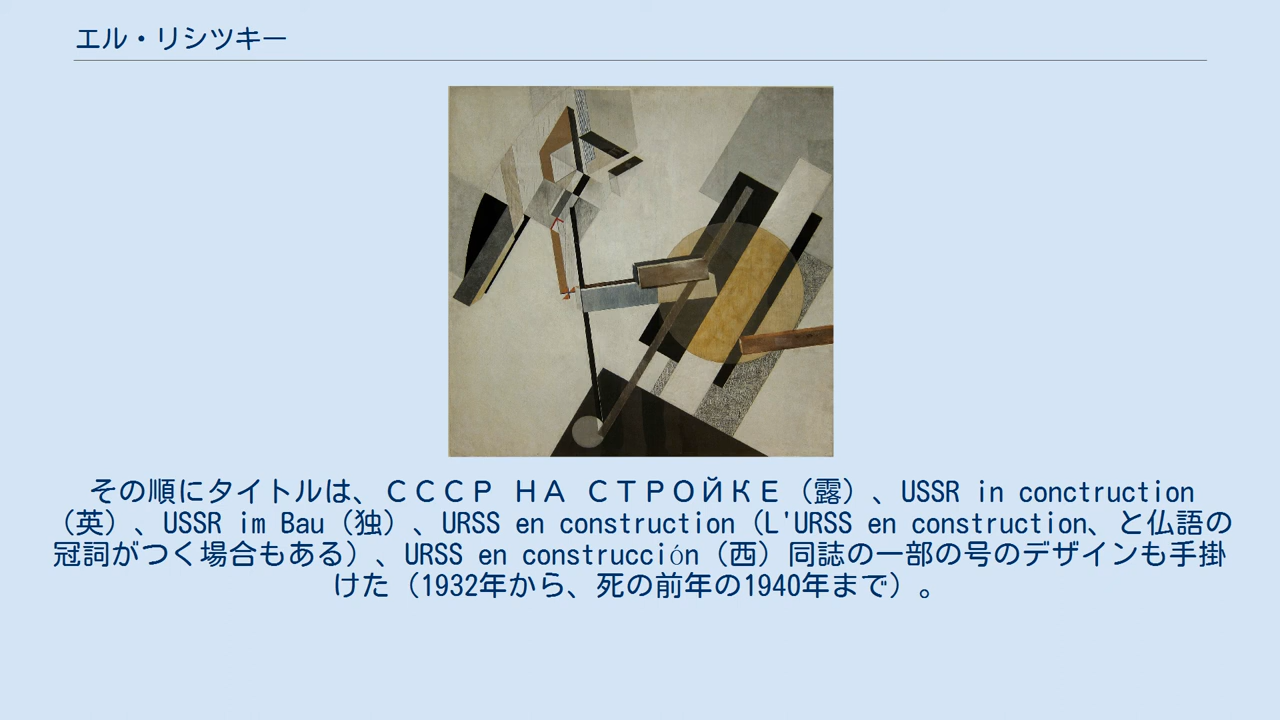 エル・リシツキー
その順にタイトルは、ＣＣＣＰ ＨＡ ＣＴＰＯЙＫＥ（露）、USSR in conctruction
（英）、USSR im Bau（独）、URSS en construction（L'URSS en construction、と仏語の
冠詞がつく場合もある）、URSS en construcción（西）同誌の一部の号のデザインも手掛
けた（1932年から、死の前年の1940年まで）。